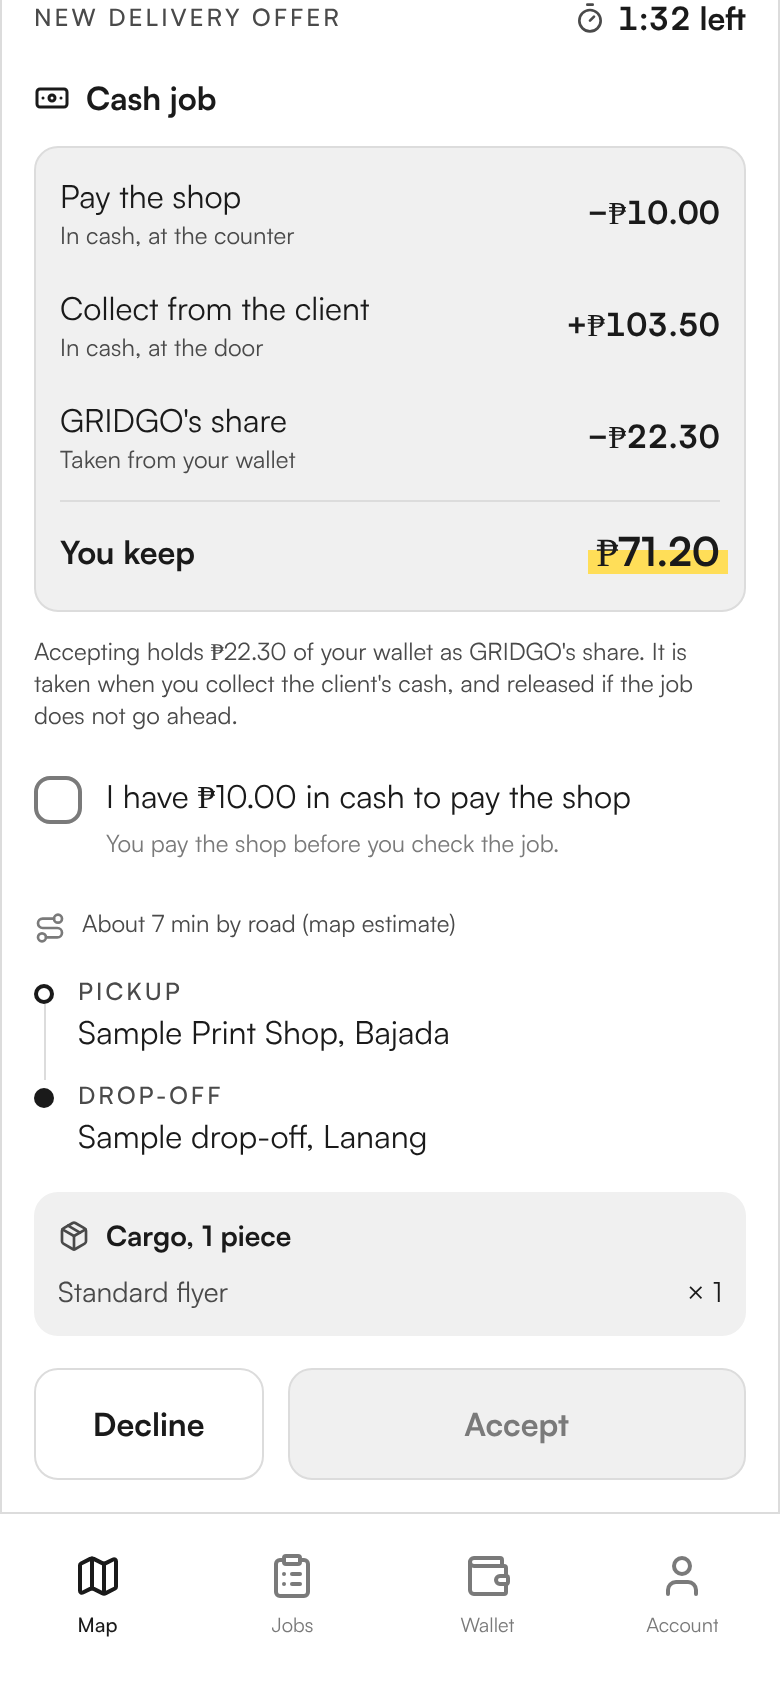 NEW DELIVERY OFFER
1:32 left
Cash job
Pay the shop
−₱10.00
In cash, at the counter
Collect from the client
+₱103.50
In cash, at the door
GRIDGO's share
−₱22.30
Taken from your wallet
You keep
₱71.20
Accepting holds ₱22.30 of your wallet as GRIDGO's share. It is
taken when you collect the client's cash, and released if the job
does not go ahead.
I have ₱10.00 in cash to pay the shop
You pay the shop before you check the job.
About 7 min by road (map estimate)
PICKUP
Sample Print Shop, Bajada
DROP-OFF
Sample drop-off, Lanang
Cargo, 1 piece
Standard flyer
× 1
Decline
Accept
Map
Jobs
Wallet
Account